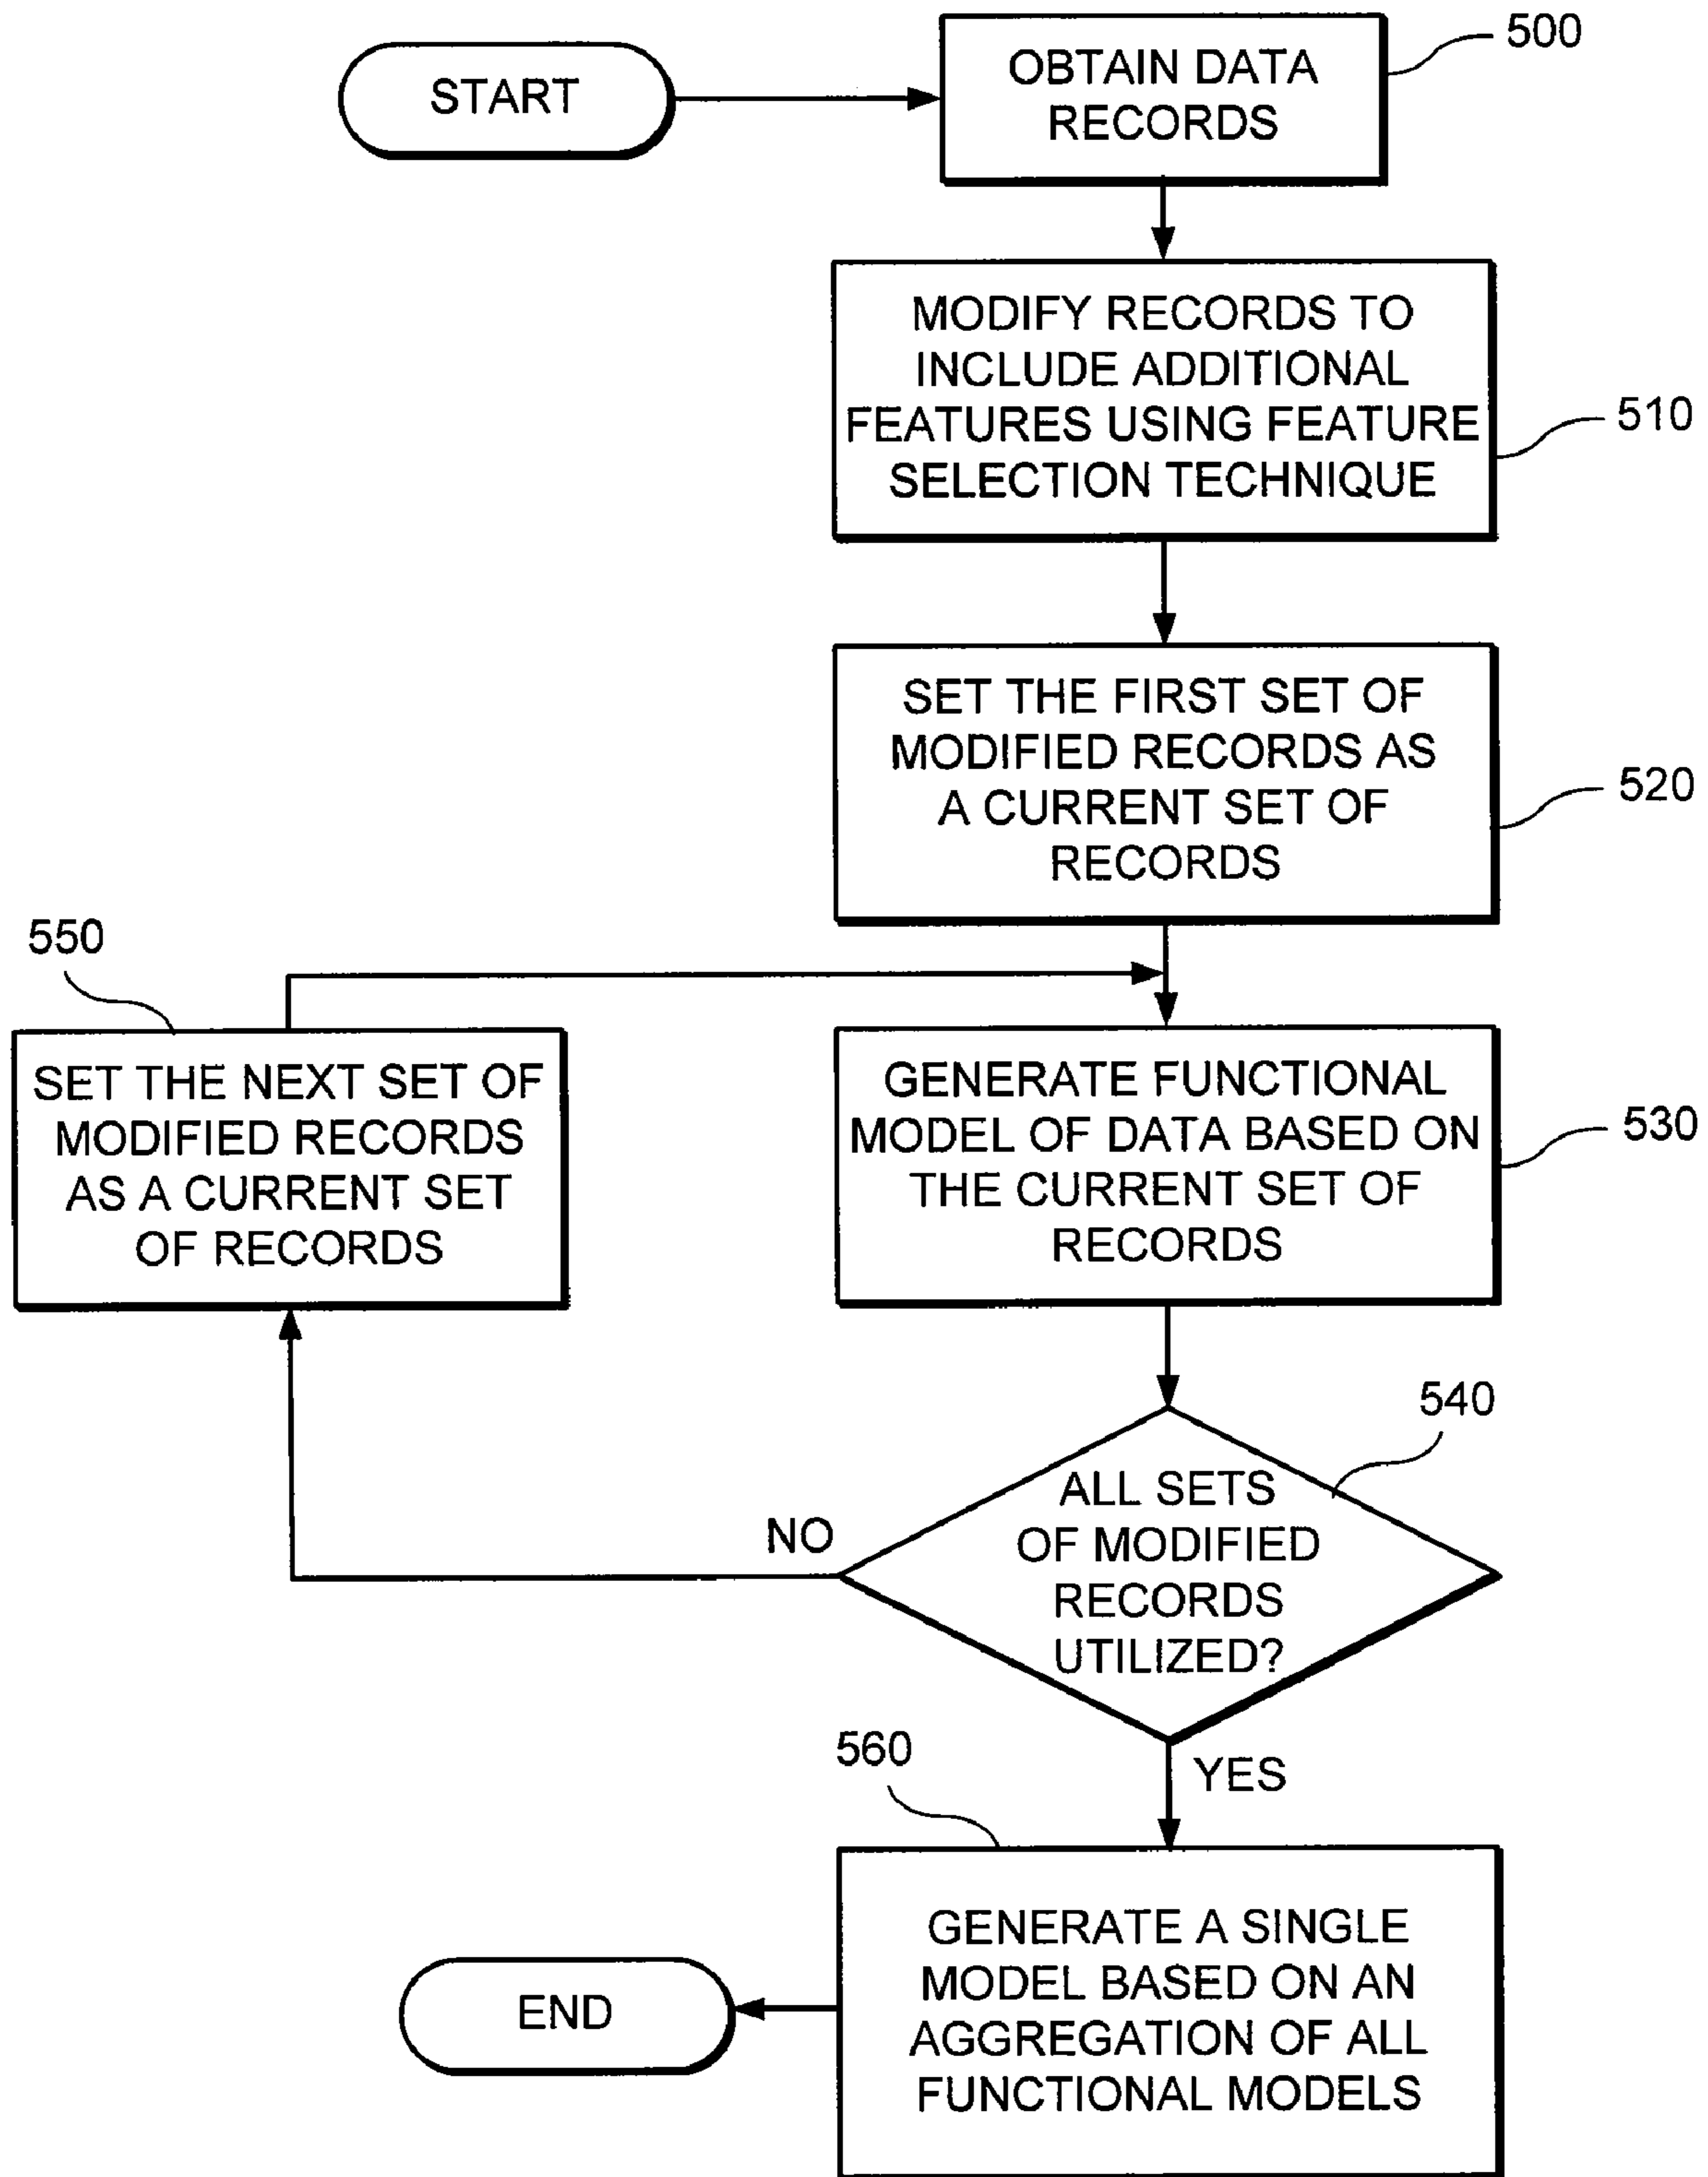 START
OBTAIN DATA
RECORDS
500
MODIFY RECORDS TO
INCLUDE ADDITIONAL
FEATURES USING FEATURE
SELECTION TECHNIQUE
510
SET THE FIRST SET OF
MODIFIED RECORDS AS
A CURRENT SET OF
RECORDS
520
550
SET THE NEXT SET OF
MODIFIED RECORDS
AS A CURRENT SET
OF RECORDS
GENERATE FUNCTIONAL
MODEL OF DATA BASED ON
THE CURRENT SET OF
RECORDS
530
540
ALL SETS
OF MODIFIED
RECORDS
UTILIZED?
NO
YES
560
GENERATE A SINGLE
MODEL BASED ON AN
AGGREGATION OF ALL
FUNCTIONAL MODELS
END